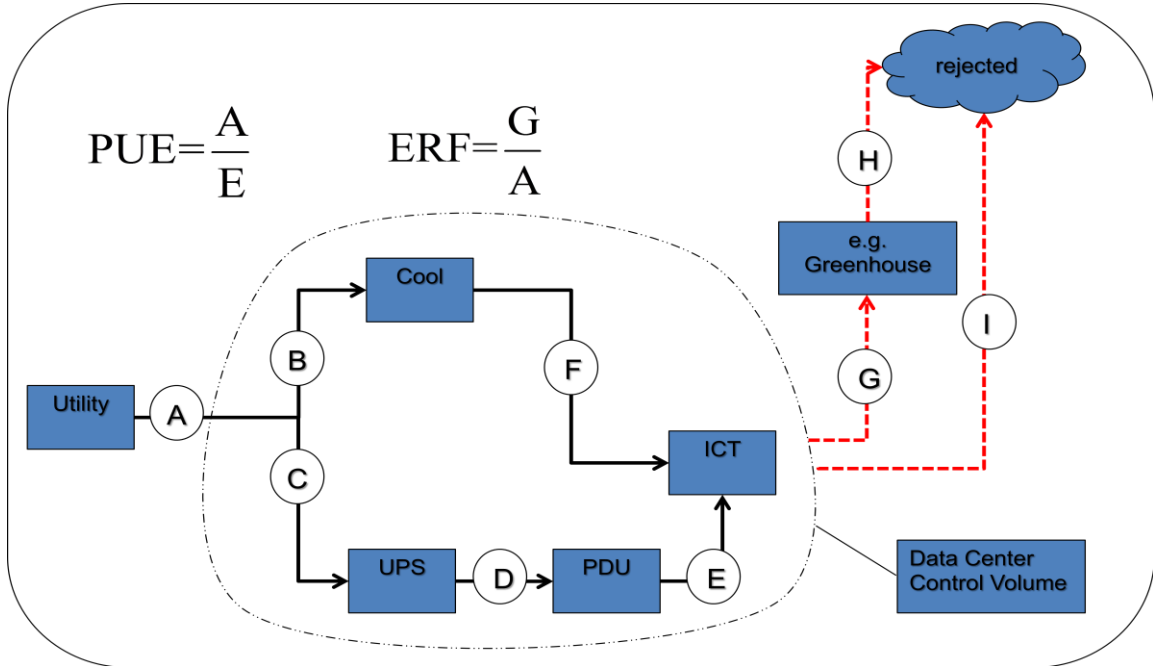 rejected
H
PUE=A/E
ERF=G/A
e.g.
Greenhouse
Cool
B
F
G
I
Utility
A
C
ICT
UPS
D
PDU
E
Data Center
Control Volume